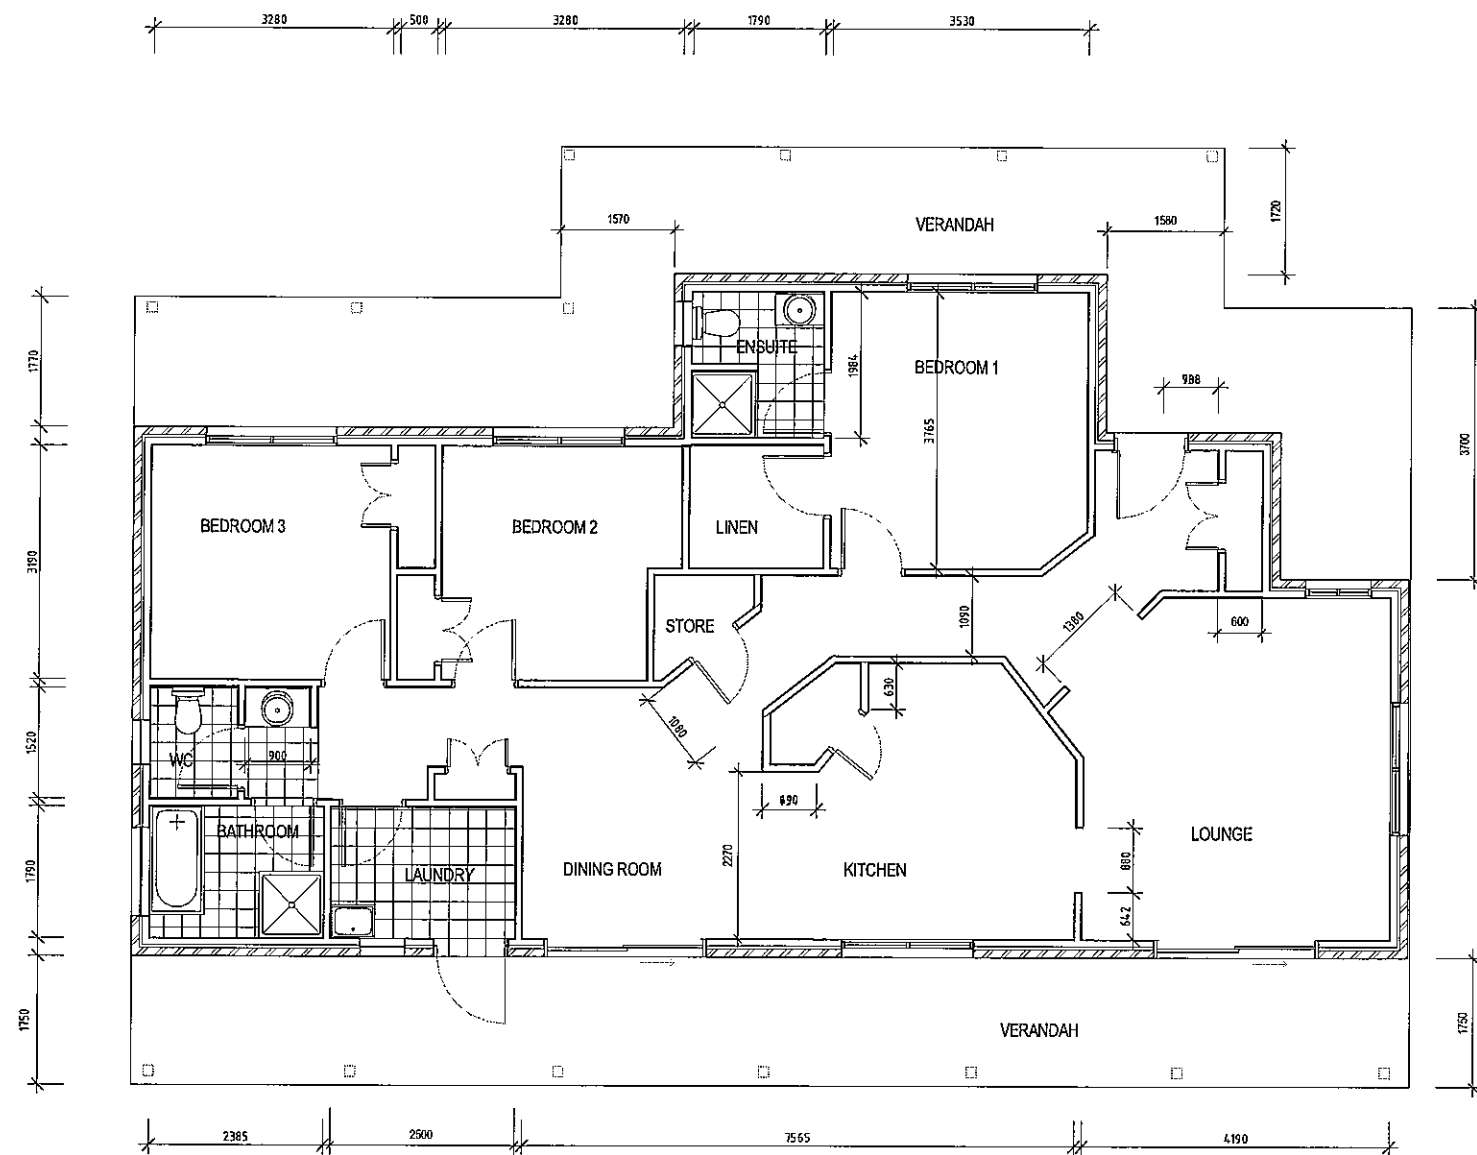 3280 500 3280 1790 3530
1570 VERANDAH 1580 1720
1770 ENSUITE 1984 BEDROOM 1 988
3765 3700
BEDROOM 3 BEDROOM 2 LINEN
3190
STORE 1090 1380 600
630
1080
1520 WC 900
690
BATHROOM LOUNGE
1790 LAUNDRY DINING ROOM 2270 KITCHEN 880
642
1750 VERANDAH 1750
2385 2500 7565 4190